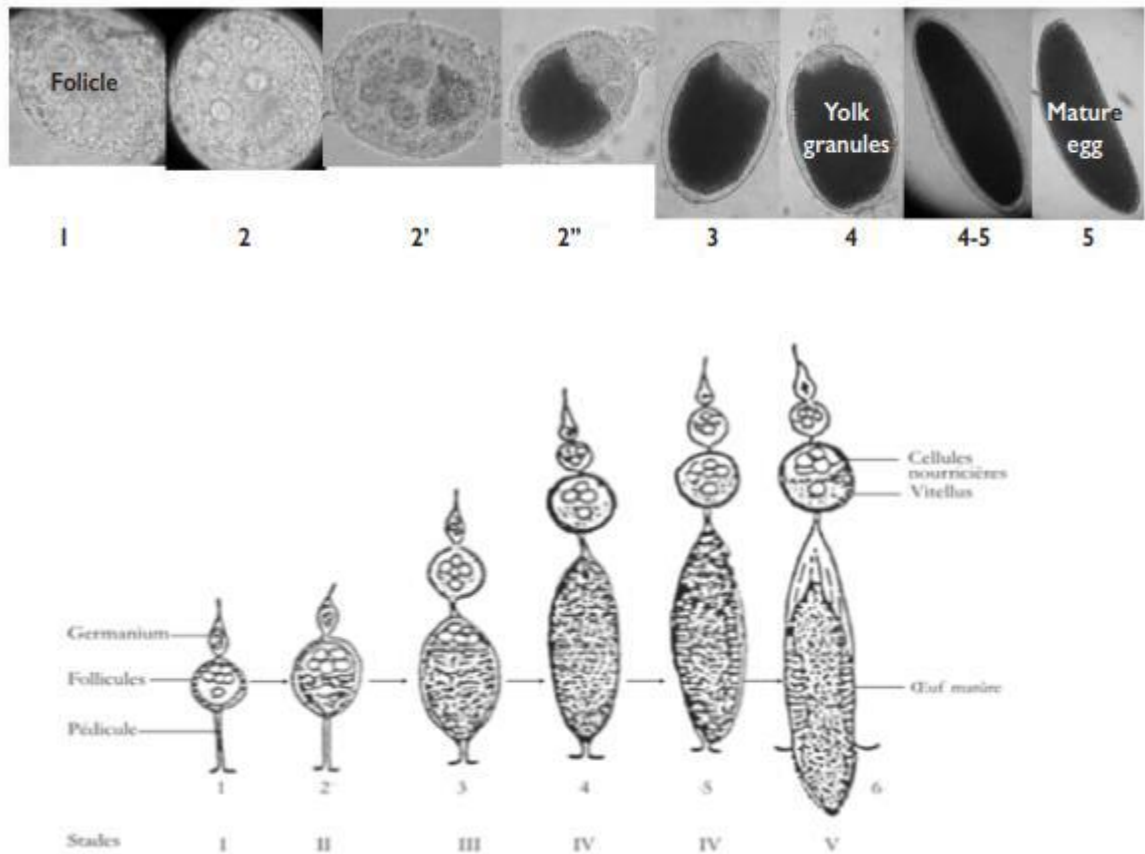 Folicle
Yolk
granules
Mature
egg
1 2 2' 2'' 3 4 4-5 5
Cellules
nourricières
Vitellus
Germanium
Follicules
Œuf mature
Pédicule
1 2 3 4 5 6
Stades I II III IV IV V